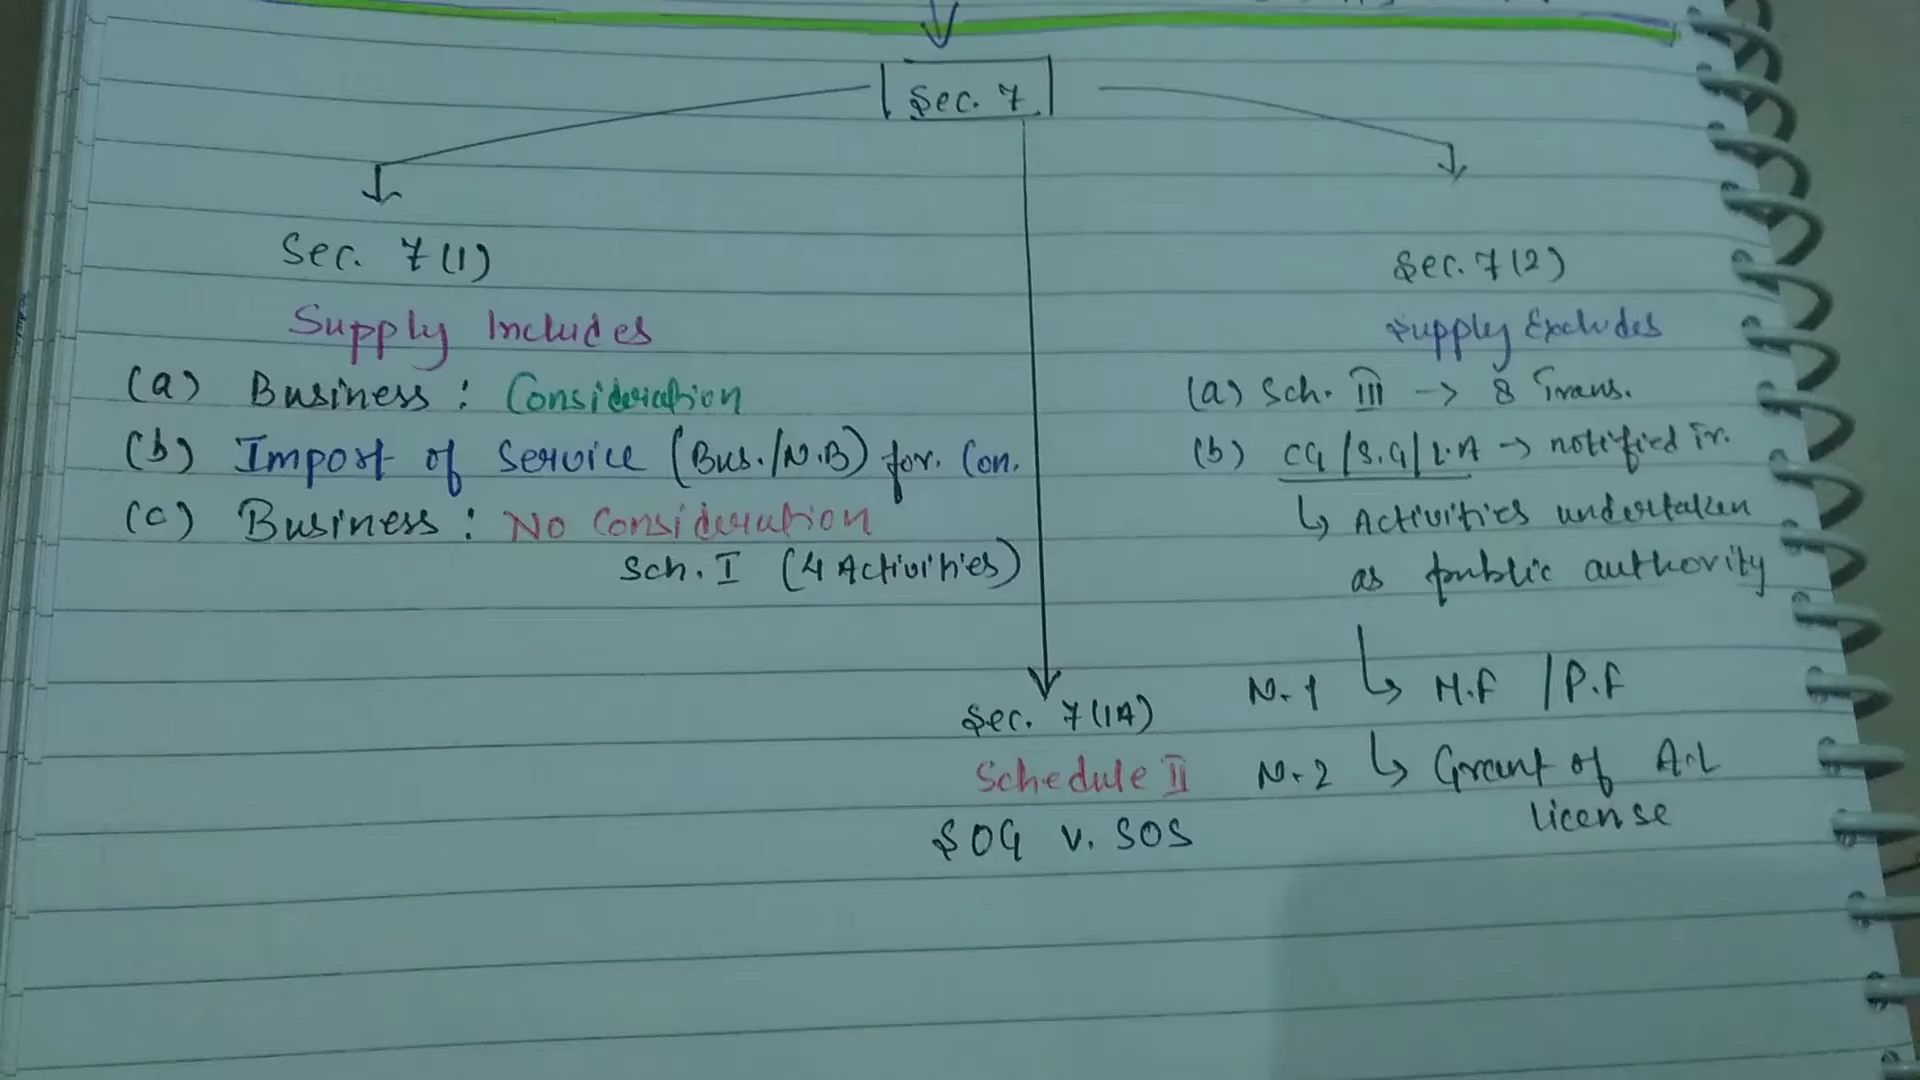 Sec. 7
Sec. 7(1)
Supply Includes
(a) Business : Consideration
(b) Import of Service (Bus./N.B) for. Con.
(c) Business : No Consideration
Sch. I (4 Activities)
Sec. 7(1A)
Schedule II
SOG v. SOS
Sec. 7(2)
Supply Excludes
(a) Sch. III → 8 Trans.
(b) CG/S.G/L.A → notified Tr.
↳ Activities undertaken
as public authority
N.1 ↳ M.F / P.F
N.2 ↳ Grant of A.L
license